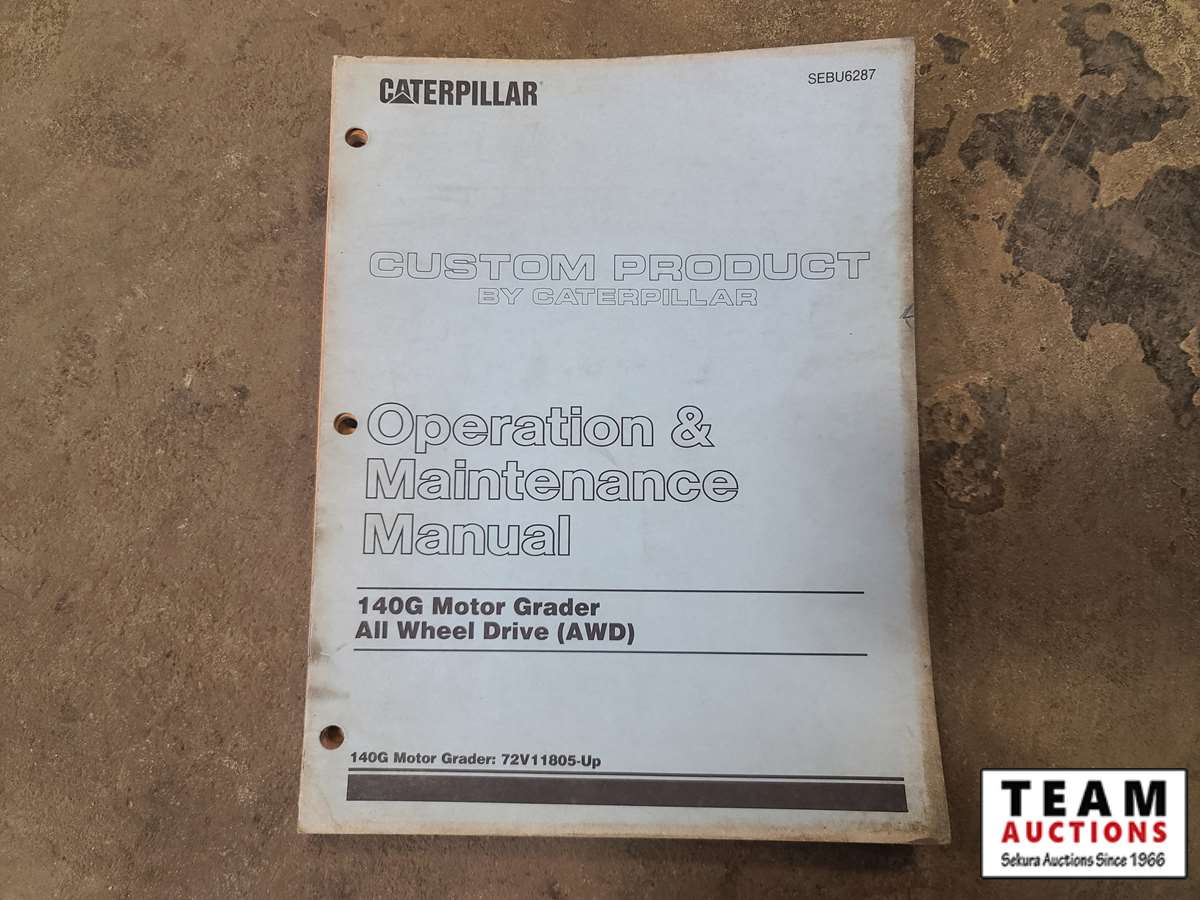 CATERPILLAR
SEBU6287
CUSTOM PRODUCT
BY CATERPILLAR
Operation &
Maintenance
Manual
140G Motor Grader
All Wheel Drive (AWD)
140G Motor Grader: 72V11805-Up
TEAM
AUCTIONS
Sekura Auctions Since 1966